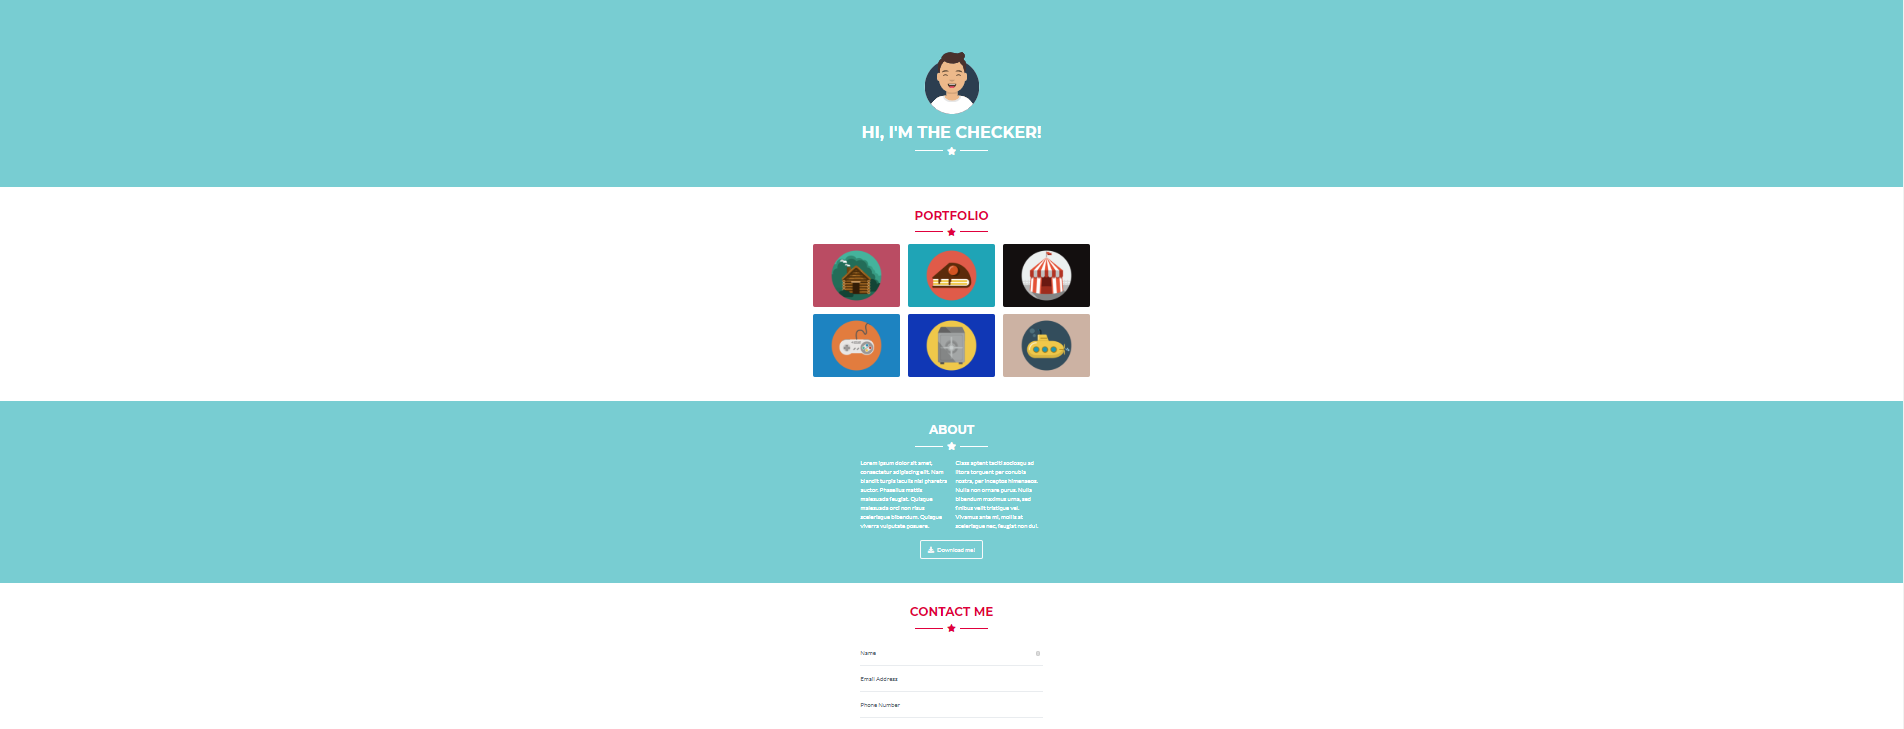 HI, I'M THE CHECKER!
PORTFOLIO
ABOUT
Lorem ipsum dolor sit amet,
consectetur adipiscing elit. Nam
blandit turpis iaculis nisl pharetra
auctor. Phasellus mattis
malesuada feugiat. Quisque
malesuada orci non risus
scelerisque bibendum. Quisque
viverra vulputate posuere.
Class aptent taciti sociosqu ad
litora torquent per conubia
nostra, per inceptos himenaeos.
Nulla non ornare purus. Nulla
bibendum maximus urna, sed
finibus velit tristique vel.
Vivamus ante mi, mollis at
scelerisque nec, feugiat non dui.
Download me!
CONTACT ME
Name
Email Address
Phone Number